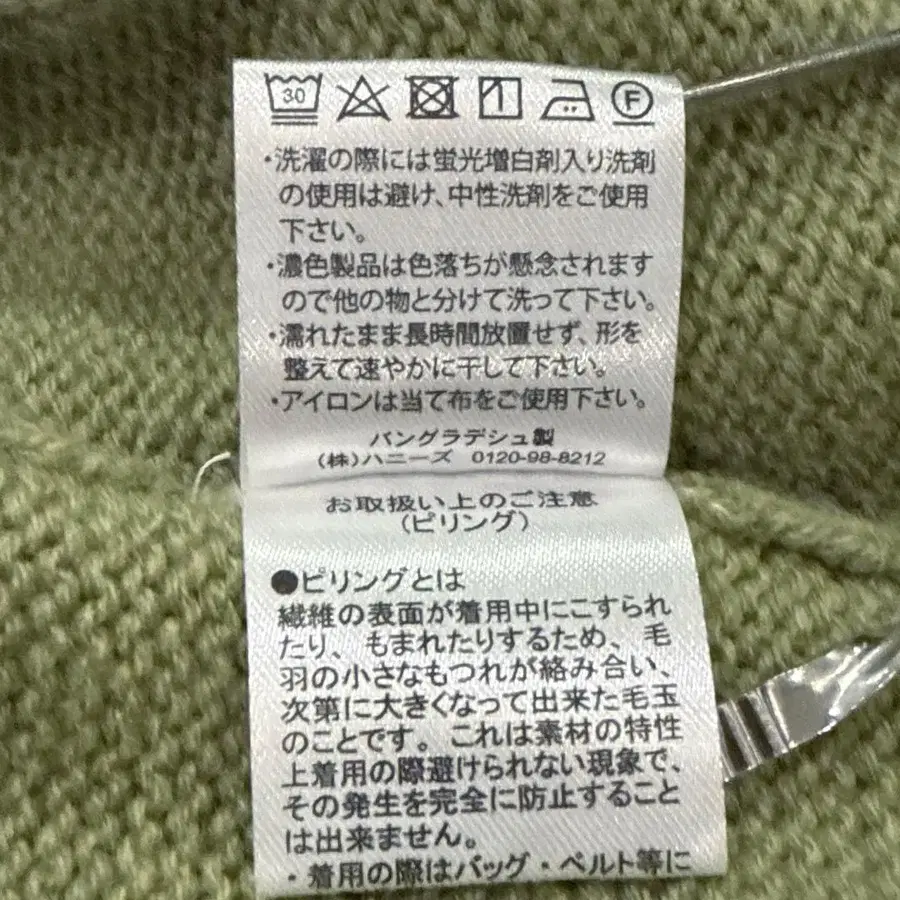 30 F
・洗濯の際には蛍光増白剤入り洗剤
の使用は避け、中性洗剤をご使用
下さい。
・濃色製品は色落ちが懸念されます
ので他の物と分けて洗って下さい。
・濡れたまま長時間放置せず、形を
整えて速やかに干して下さい。
・アイロンは当て布をご使用下さい。
バングラデシュ製
(株)ハニーズ 0120-98-8212
お取扱い上のご注意
(ピリング)
●ピリングとは
繊維の表面が着用中にこすられ
たり、もまれたりするため、毛
羽の小さなもつれが絡み合い、
次第に大きくなって出来た毛玉
のことです。これは素材の特性
上着用の際避けられない現象で、
その発生を完全に防止すること
は出来ません。
・着用の際はバッグ・ベルト等に